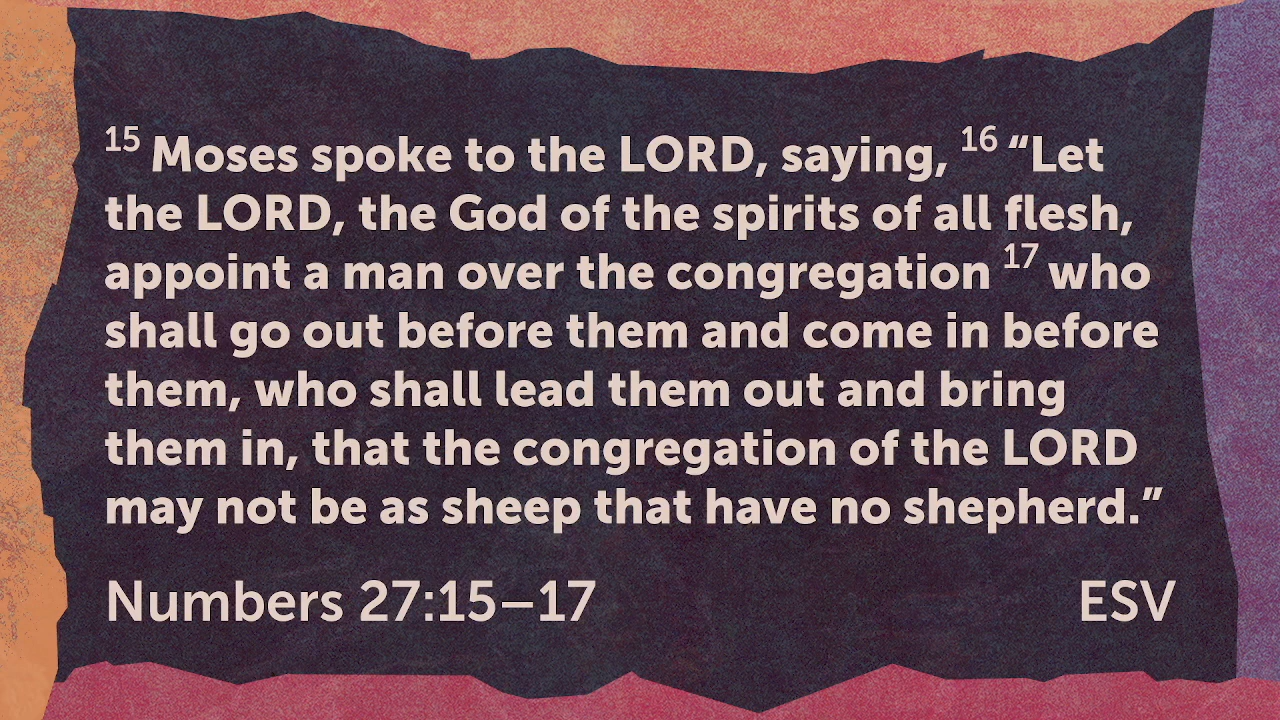 15 Moses spoke to the LORD, saying, 16 “Let
the LORD, the God of the spirits of all flesh,
appoint a man over the congregation 17 who
shall go out before them and come in before
them, who shall lead them out and bring
them in, that the congregation of the LORD
may not be as sheep that have no shepherd.”
Numbers 27:15–17 ESV